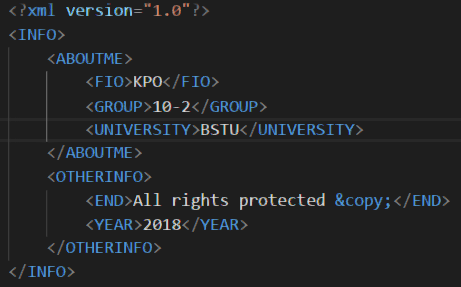 <?xml version="1.0"?>
<INFO>
<ABOUTME>
<FIO>KPO</FIO>
<GROUP>10-2</GROUP>
<UNIVERSITY>BSTU</UNIVERSITY>
</ABOUTME>
<OTHERINFO>
<END>All rights protected &copy;</END>
<YEAR>2018</YEAR>
</OTHERINFO>
</INFO>